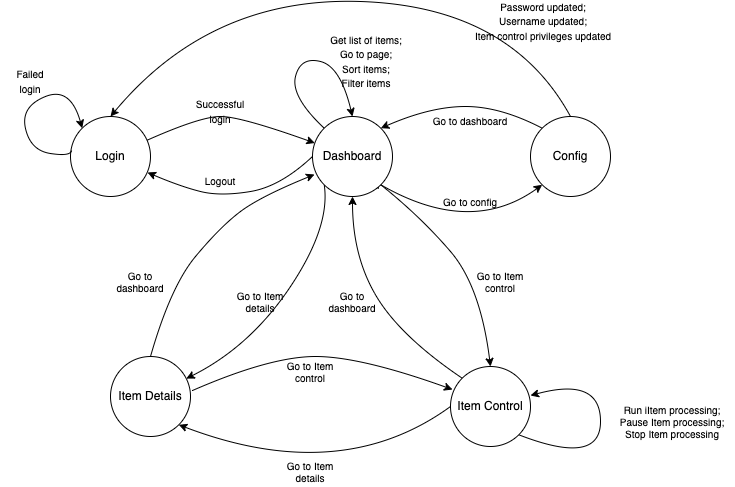 Password updated;
Username updated;
Item control privileges updated
Get list of items;
Go to page;
Sort items;
Filter items
Failed
login
Successful
login
Go to dashboard
Login
Dashboard
Config
Logout
Go to config
Go to
dashboard
Go to Item
details
Go to
dashboard
Go to Item
control
Go to Item
control
Item Details
Item Control
Run iItem processing;
Pause Item processing;
Stop Item processing
Go to Item
details